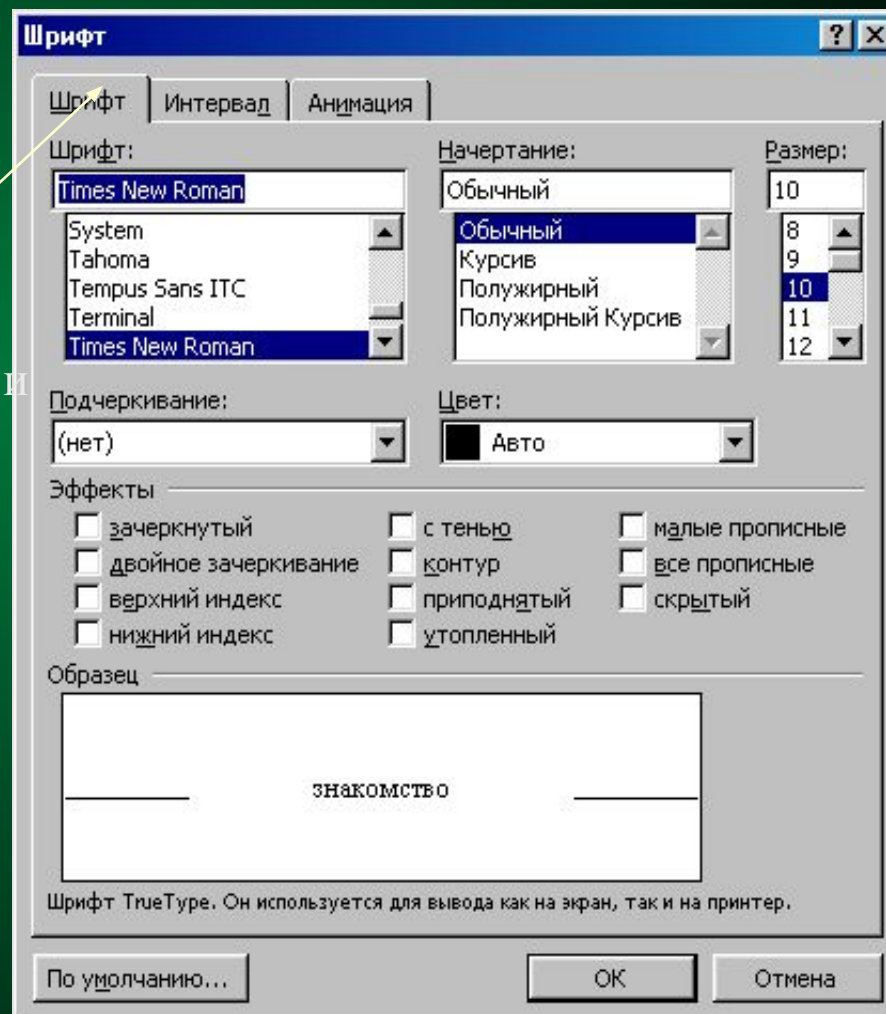 Шрифт
Шрифт Интервал Анимация
Шрифт: Начертание: Размер:
Times New Roman Обычный 10
System Обычный 8
Tahoma Курсив 9
Tempus Sans ITC Полужирный 10
Terminal Полужирный Курсив 11
Times New Roman 12
и
Подчеркивание: Цвет:
(нет) Авто
Эффекты
зачеркнутый с тенью малые прописные
двойное зачеркивание контур все прописные
верхний индекс приподнятый скрытый
нижний индекс утопленный
Образец
знакомство
Шрифт TrueType. Он используется для вывода как на экран, так и на принтер.
По умолчанию... ОК Отмена